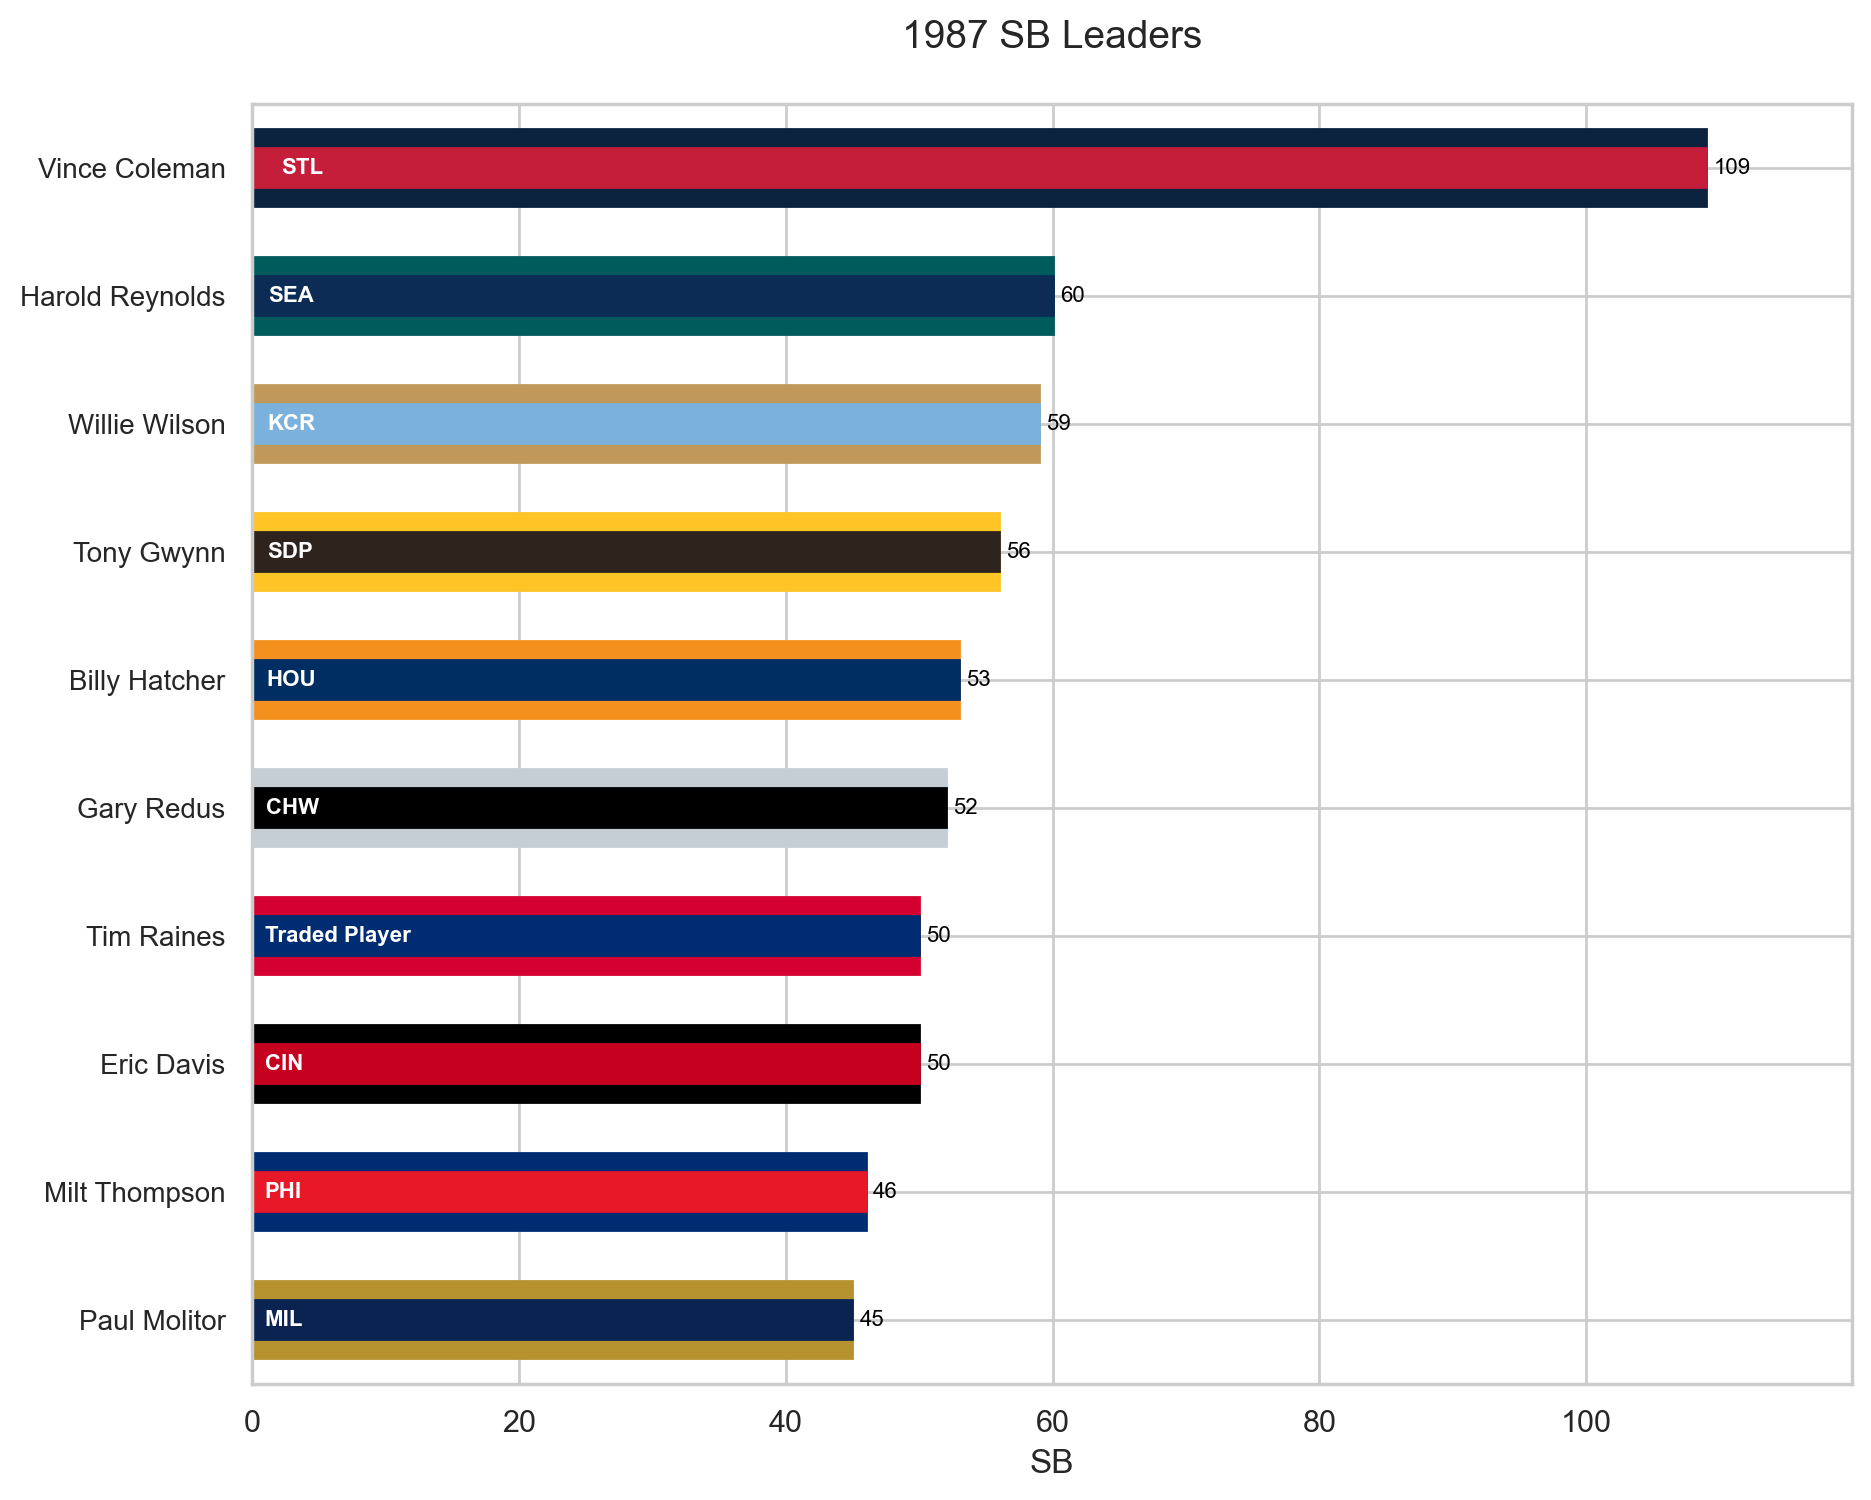 1987 SB Leaders
Vince Coleman STL 109
Harold Reynolds SEA 60
Willie Wilson KCR 59
Tony Gwynn SDP 56
Billy Hatcher HOU 53
Gary Redus CHW 52
Tim Raines Traded Player 50
Eric Davis CIN 50
Milt Thompson PHI 46
Paul Molitor MIL 45
0 20 40 60 80 100
SB